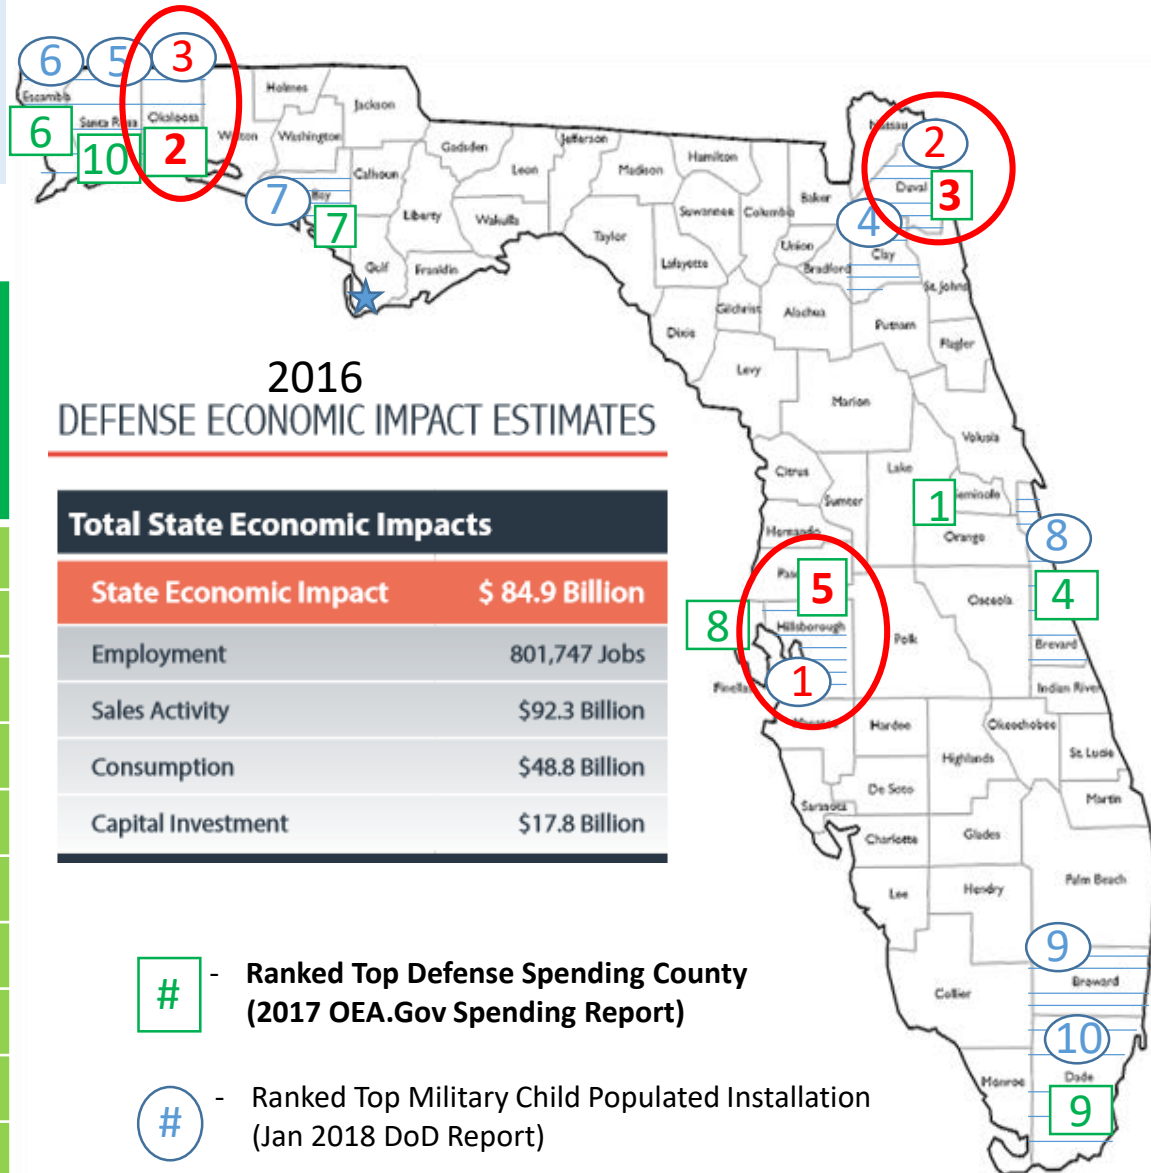 6 5 3
Escambia
Santa Rosa
Okaloosa
Walton
Holmes
Washington
Jackson
6
10
2
Bay
7
7
Calhoun
Gulf
Liberty
Gadsden
Leon
Wakulla
Franklin
Jefferson
Madison
Taylor
Hamilton
Suwannee
Columbia
Lafayette
Dixie
Gilchrist
Baker
Union
Bradford
Alachua
Levy
Nassau
2
Duval
3
4
Clay
St. Johns
Putnam
Flagler
Marion
Volusia
Citrus
Sumter
Lake
Hernando
1
Seminole
Orange
8
4
Osceola
Brevard
Indian River
5
8
Hillsborough
1
Pinellas
Polk
Manatee
Hardee
Highlands
Okeechobee
St. Lucie
Sarasota
De Soto
Martin
Charlotte
Glades
Lee
Hendry
Palm Beach
9
Broward
Collier
10
Dade
Monroe
9
2016
DEFENSE ECONOMIC IMPACT ESTIMATES
Total State Economic Impacts
State Economic Impact $ 84.9 Billion
Employment 801,747 Jobs
Sales Activity $92.3 Billion
Consumption $48.8 Billion
Capital Investment $17.8 Billion
# - Ranked Top Defense Spending County
(2017 OEA.Gov Spending Report)
# - Ranked Top Military Child Populated Installation
(Jan 2018 DoD Report)